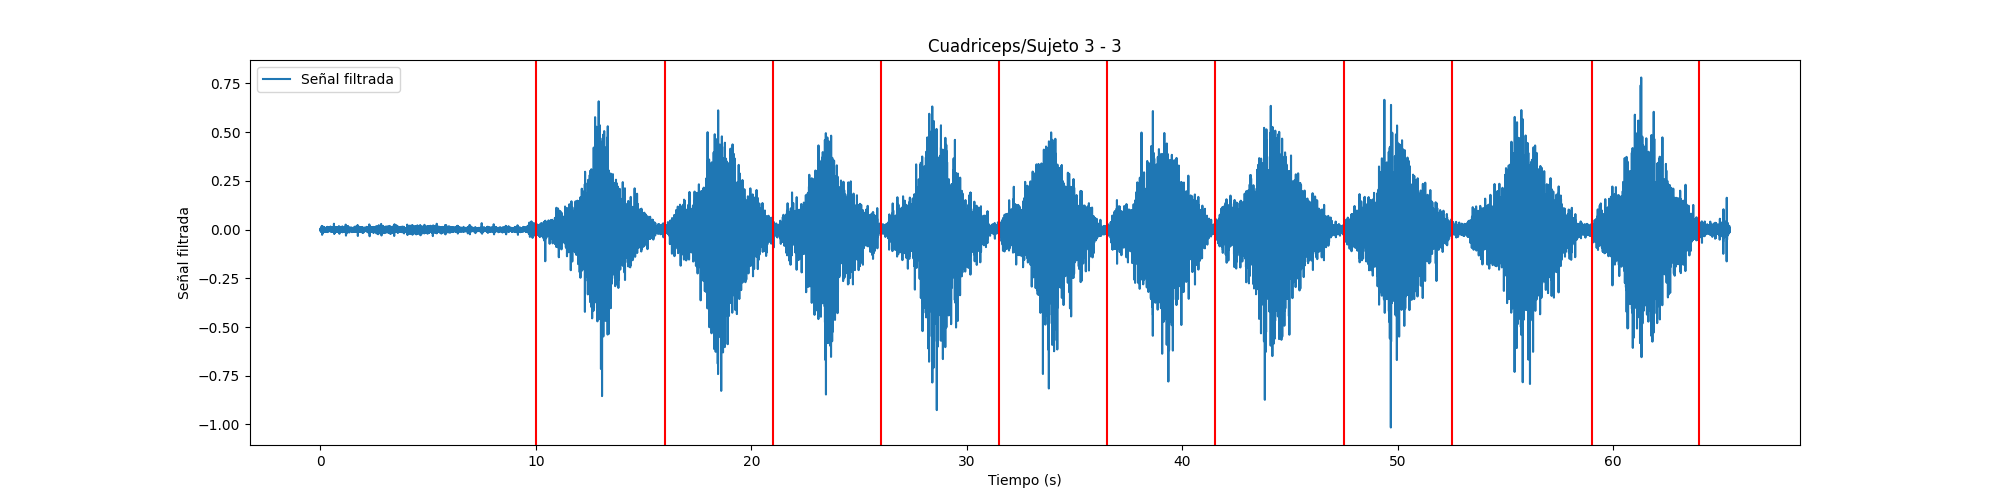 Cuadriceps/Sujeto 3 - 3
Señal filtrada
Señal filtrada
0.75
0.50
0.25
0.00
−0.25
−0.50
−0.75
−1.00
0 10 20 30 40 50 60
Tiempo (s)